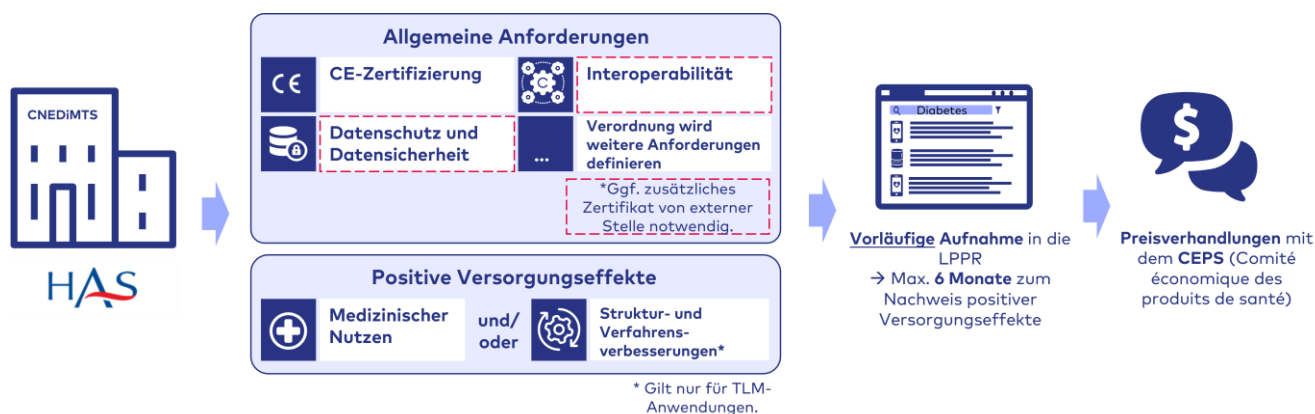 CNEDiMTS
HAS
Allgemeine Anforderungen
CE
CE-Zertifizierung
C
Interoperabilität
Datenschutz und
Datensicherheit
...
Verordnung wird
weitere Anforderungen
definieren
*Ggf. zusätzliches
Zertifikat von externer
Stelle notwendig.
Positive Versorgungseffekte
Medizinischer
Nutzen
und/
oder
Struktur- und
Verfahrens-
verbesserungen*
* Gilt nur für TLM-
Anwendungen.
Diabetes
Vorläufige Aufnahme in die
LPPR
→ Max. 6 Monate zum
Nachweis positiver
Versorgungseffekte
$
Preisverhandlungen mit
dem CEPS (Comité
économique des
produits de santé)